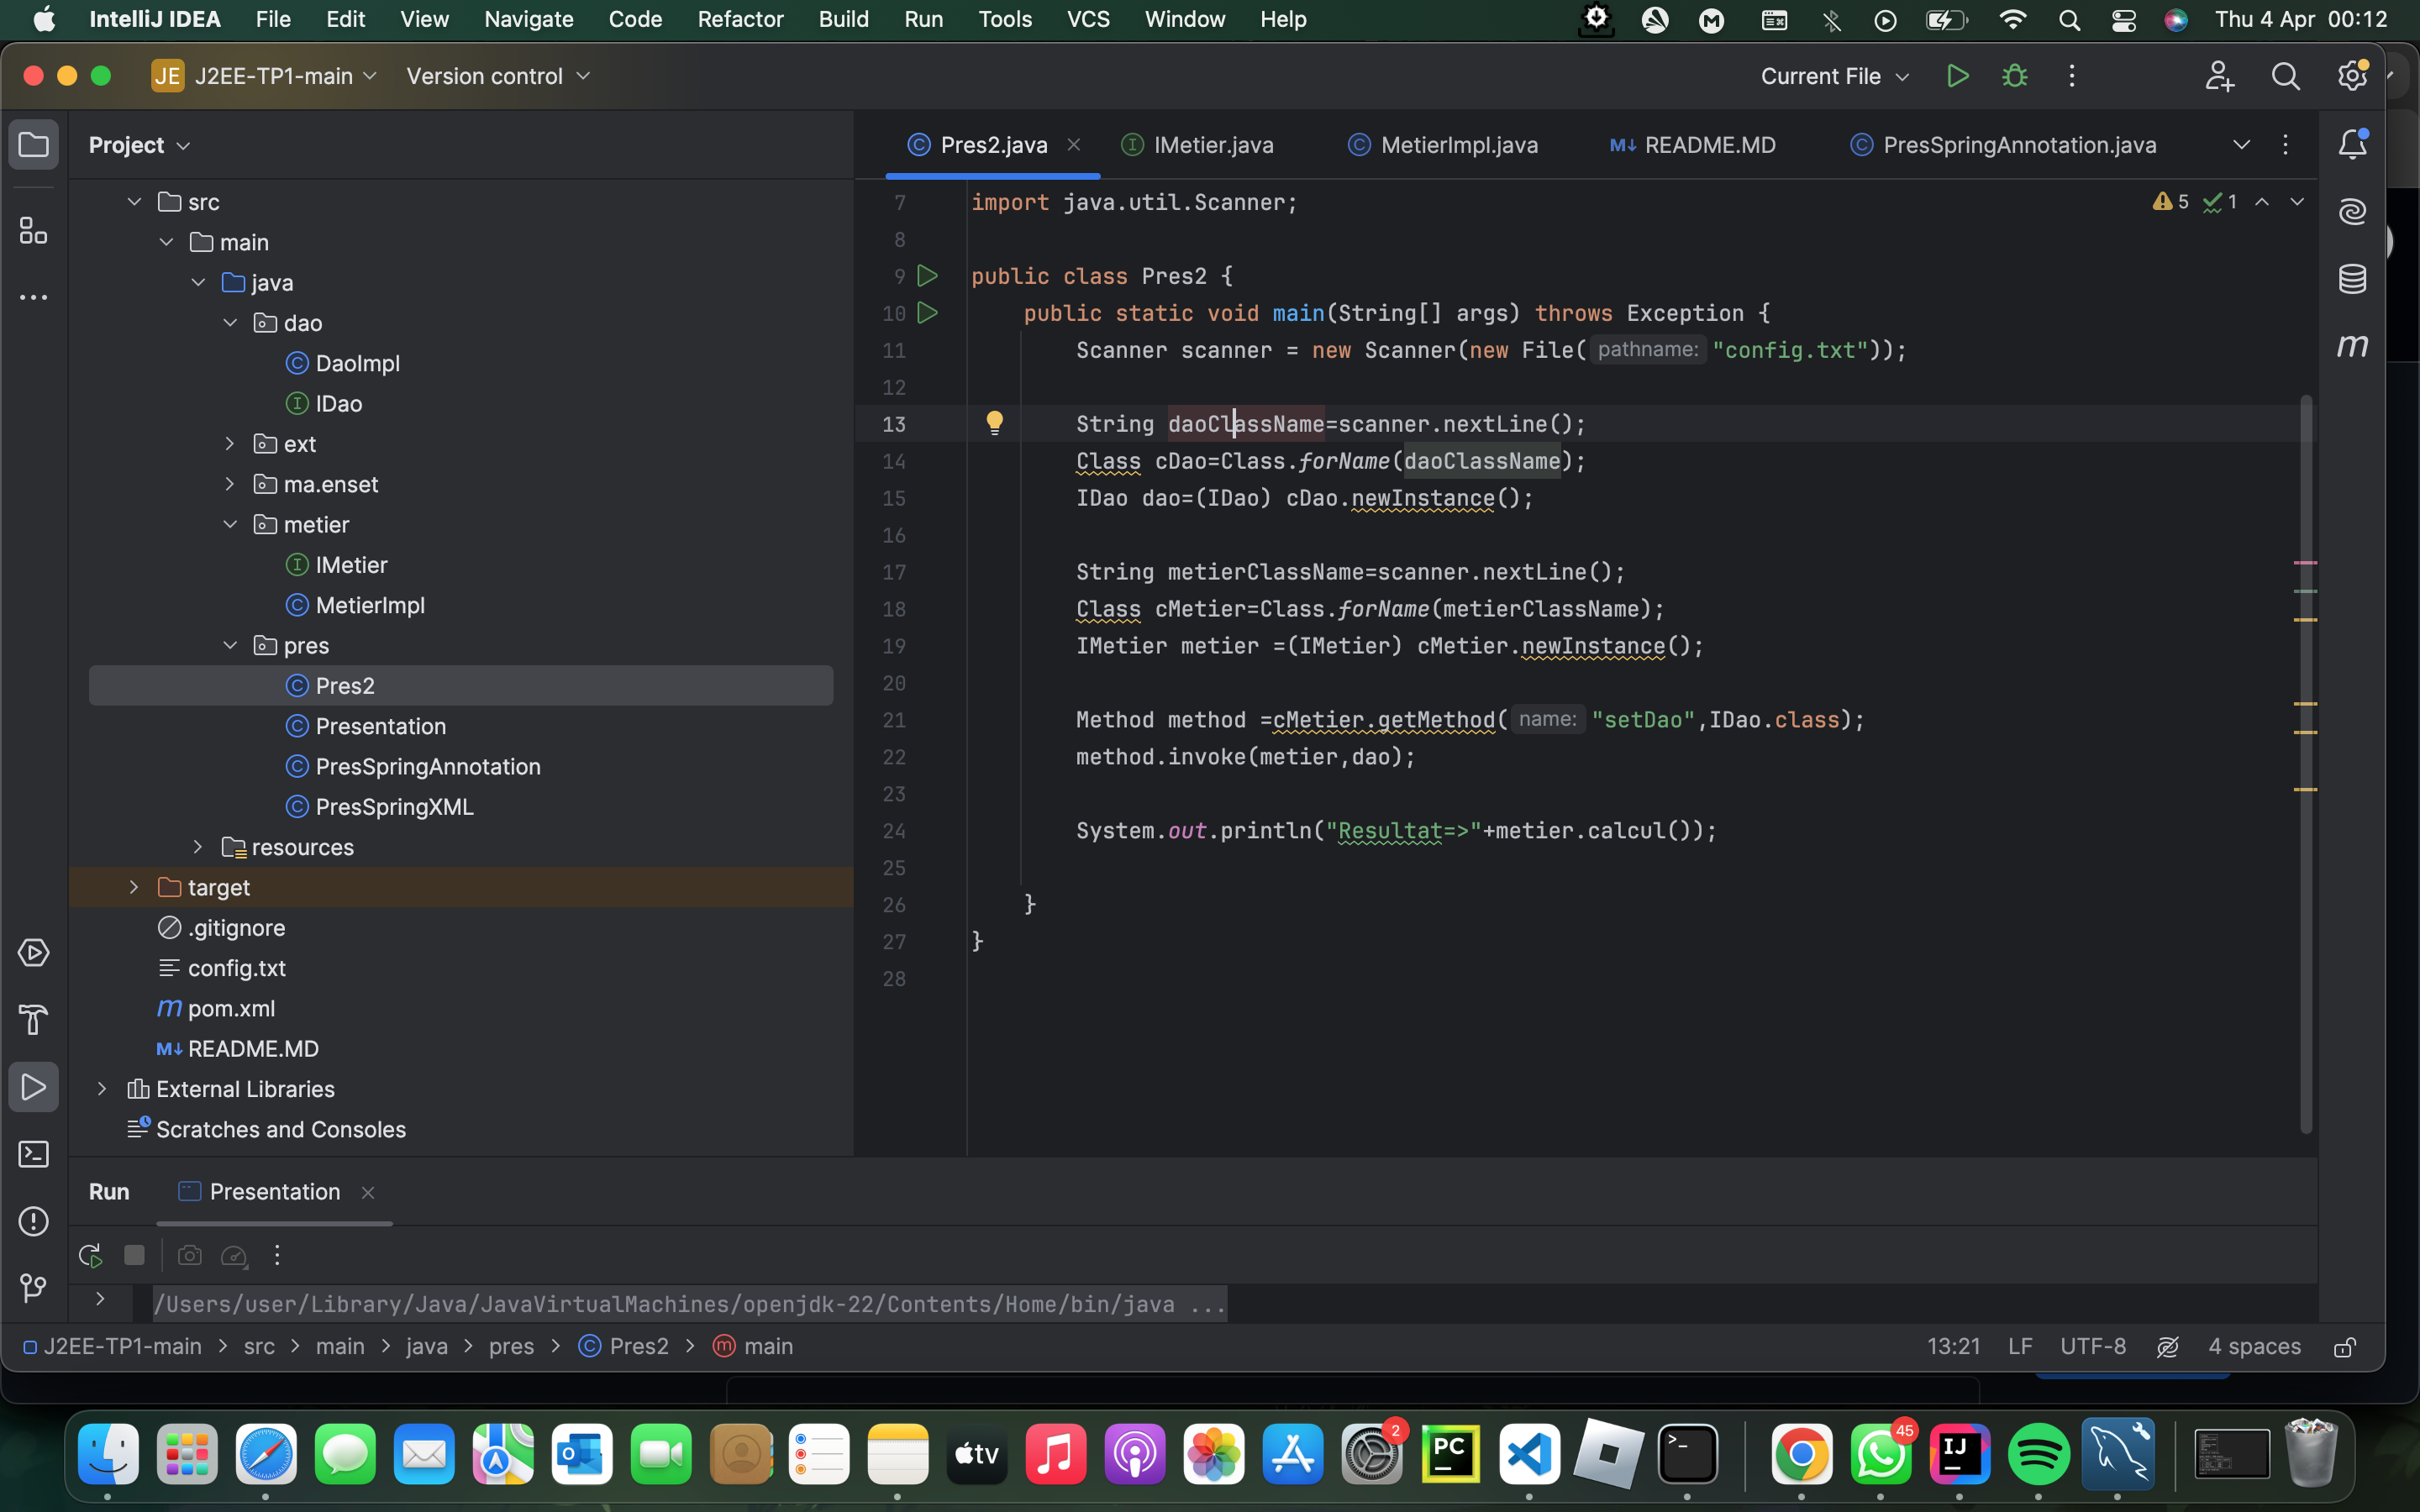 IntelliJ IDEA File Edit View Navigate Code Refactor Build Run Tools VCS Window Help Thu 4 Apr 00:12
JE J2EE-TP1-main Version control Current File
Project
Pres2.java IMetier.java MetierImpl.java M↓ README.MD PresSpringAnnotation.java
src
main
java
dao
DaoImpl
IDao
ext
ma.enset
metier
IMetier
MetierImpl
pres
Pres2
Presentation
PresSpringAnnotation
PresSpringXML
resources
target
.gitignore
config.txt
pom.xml
M↓ README.MD
External Libraries
Scratches and Consoles
5 1
7 import java.util.Scanner;
8
9 public class Pres2 {
10 public static void main(String[] args) throws Exception {
11 Scanner scanner = new Scanner(new File( pathname: "config.txt"));
12
13 String daoClassName=scanner.nextLine();
14 Class cDao=Class.forName(daoClassName);
15 IDao dao=(IDao) cDao.newInstance();
16
17 String metierClassName=scanner.nextLine();
18 Class cMetier=Class.forName(metierClassName);
19 IMetier metier =(IMetier) cMetier.newInstance();
20
21 Method method =cMetier.getMethod( name: "setDao",IDao.class);
22 method.invoke(metier,dao);
23
24 System.out.println("Resultat=>"+metier.calcul());
25
26 }
27 }
28
Run Presentation
/Users/user/Library/Java/JavaVirtualMachines/openjdk-22/Contents/Home/bin/java ...
J2EE-TP1-main > src > main > java > pres > Pres2 > main 13:21 LF UTF-8 4 spaces
tv 2 PC 45 IJ